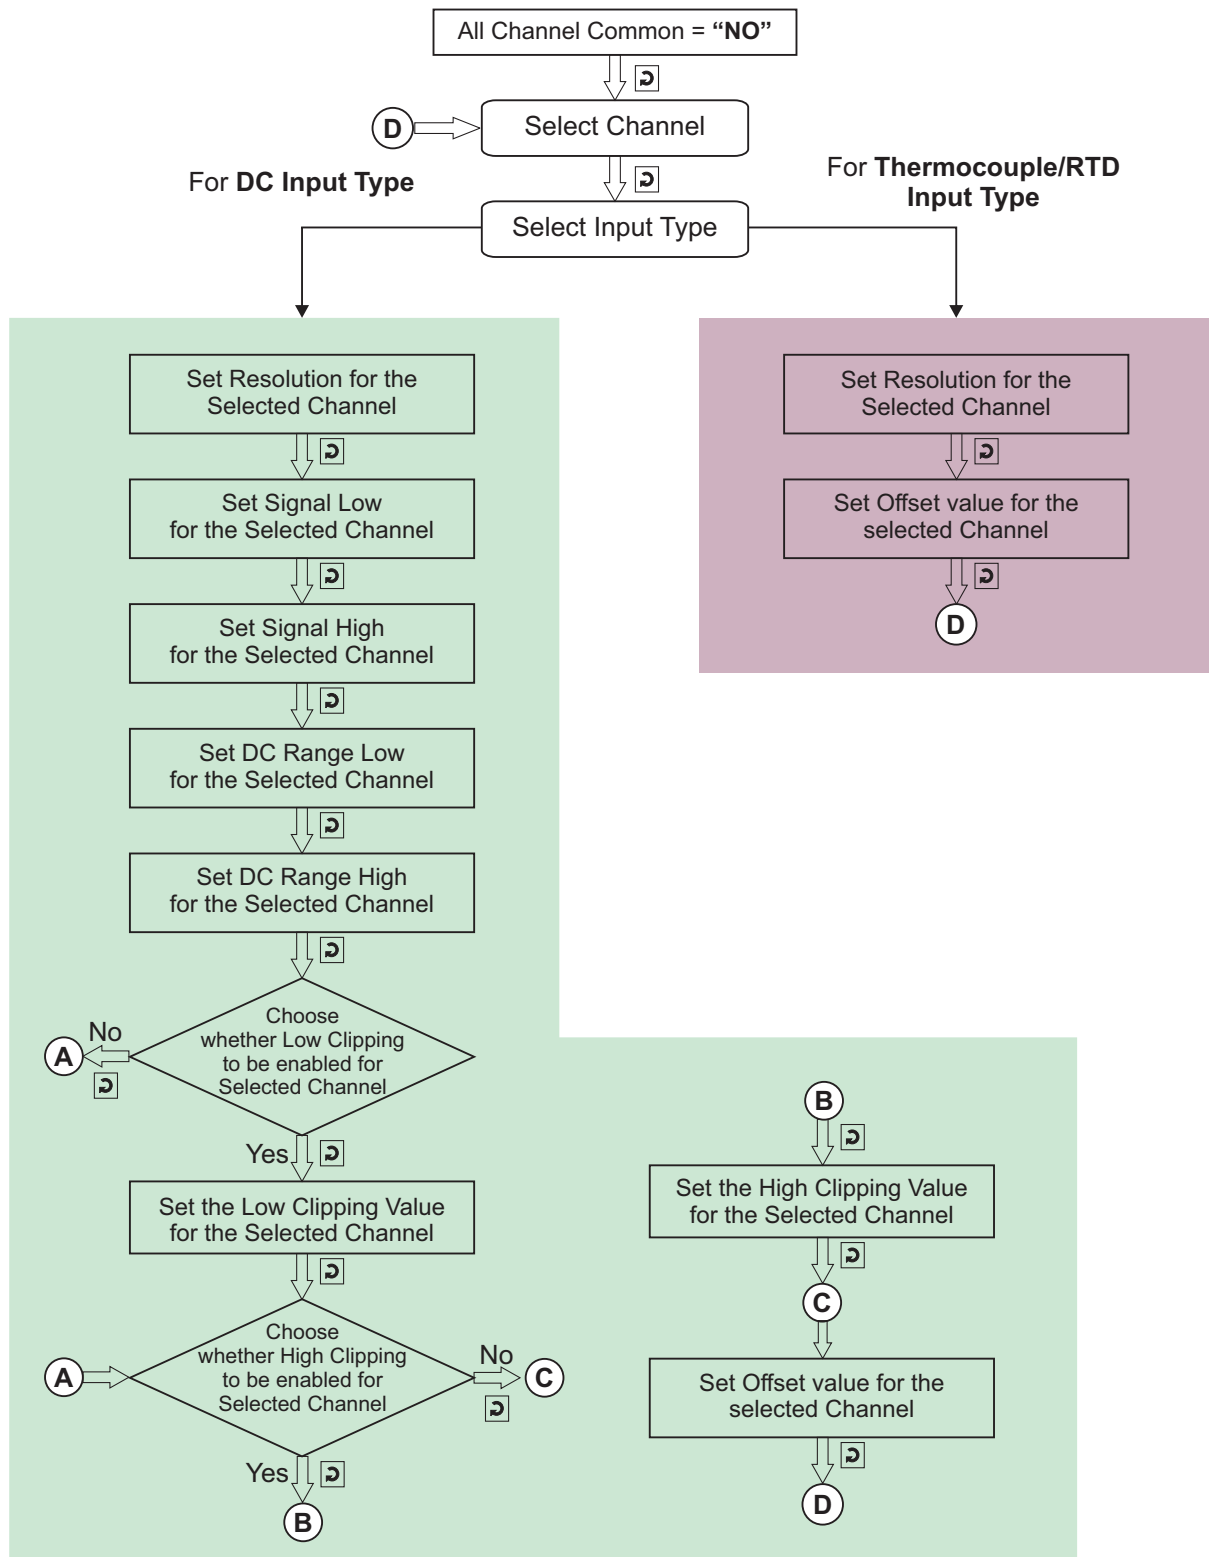 All Channel Common = “NO”
D
Select Channel
For DC Input Type
For Thermocouple/RTD
Input Type
Select Input Type
Set Resolution for the
Selected Channel
Set Signal Low
for the Selected Channel
Set Signal High
for the Selected Channel
Set DC Range Low
for the Selected Channel
Set DC Range High
for the Selected Channel
Choose
whether Low Clipping
to be enabled for
Selected Channel
No
A
Yes
Set the Low Clipping Value
for the Selected Channel
Choose
whether High Clipping
to be enabled for
Selected Channel
A
No
C
Yes
B
Set Resolution for the
Selected Channel
Set Offset value for the
selected Channel
D
B
Set the High Clipping Value
for the Selected Channel
C
Set Offset value for the
selected Channel
D